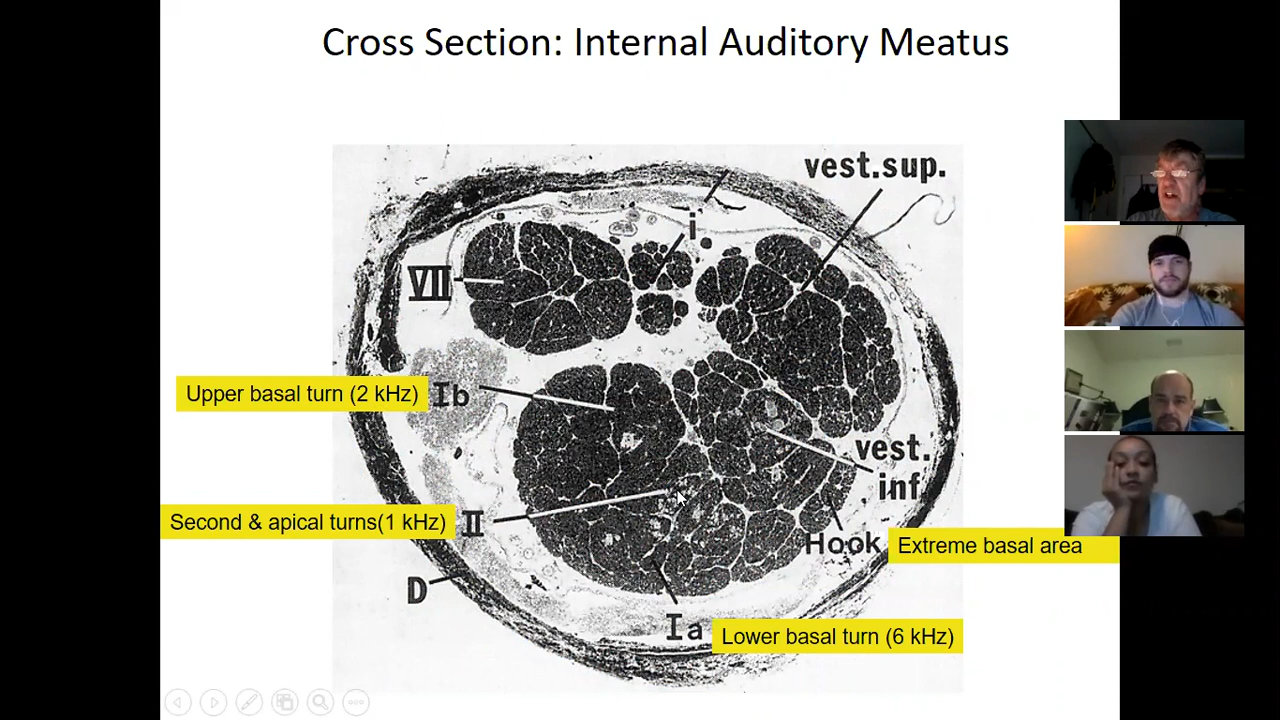 Cross Section: Internal Auditory Meatus
vest.sup.
i
VII
Upper basal turn (2 kHz)
Ib
vest.
inf.
Second & apical turns(1 kHz)
II
Hook
Extreme basal area
D
Ia
Lower basal turn (6 kHz)